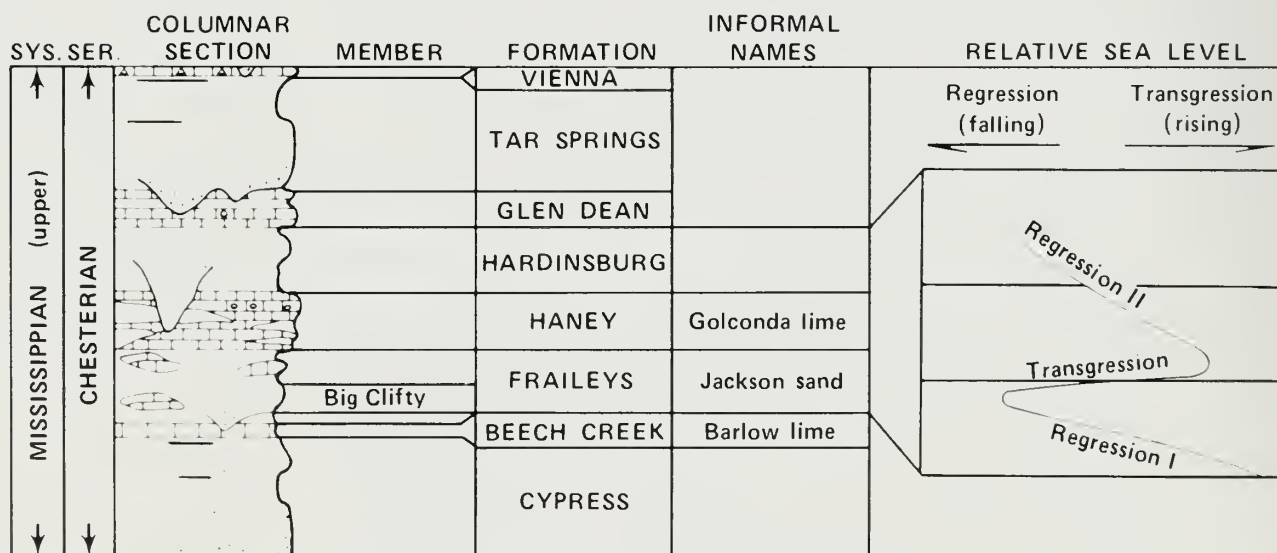 SYS. SER. COLUMNAR SECTION MEMBER FORMATION INFORMAL NAMES RELATIVE SEA LEVEL
MISSISSIPPIAN (upper)
CHESTERIAN
VIENNA
TAR SPRINGS
GLEN DEAN
HARDINSBURG
HANEY Golconda lime
FRAILEYS Jackson sand
Big Clifty
BEECH CREEK Barlow lime
CYPRESS
Regression (falling)
Transgression (rising)
Regression II
Transgression
Regression I